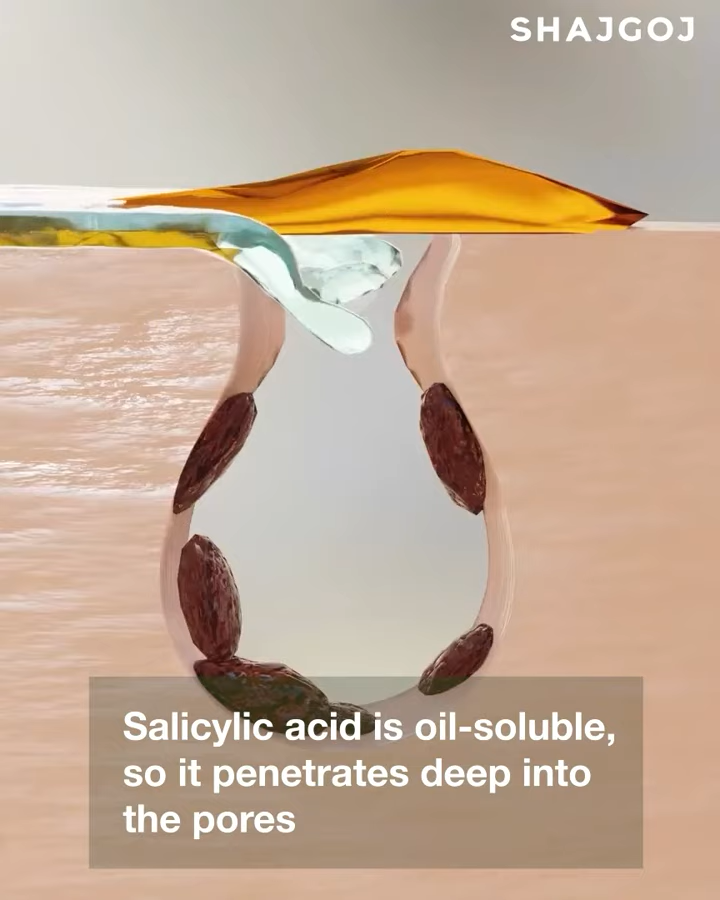 SHAJGOJ
Salicylic acid is oil-soluble,
so it penetrates deep into
the pores